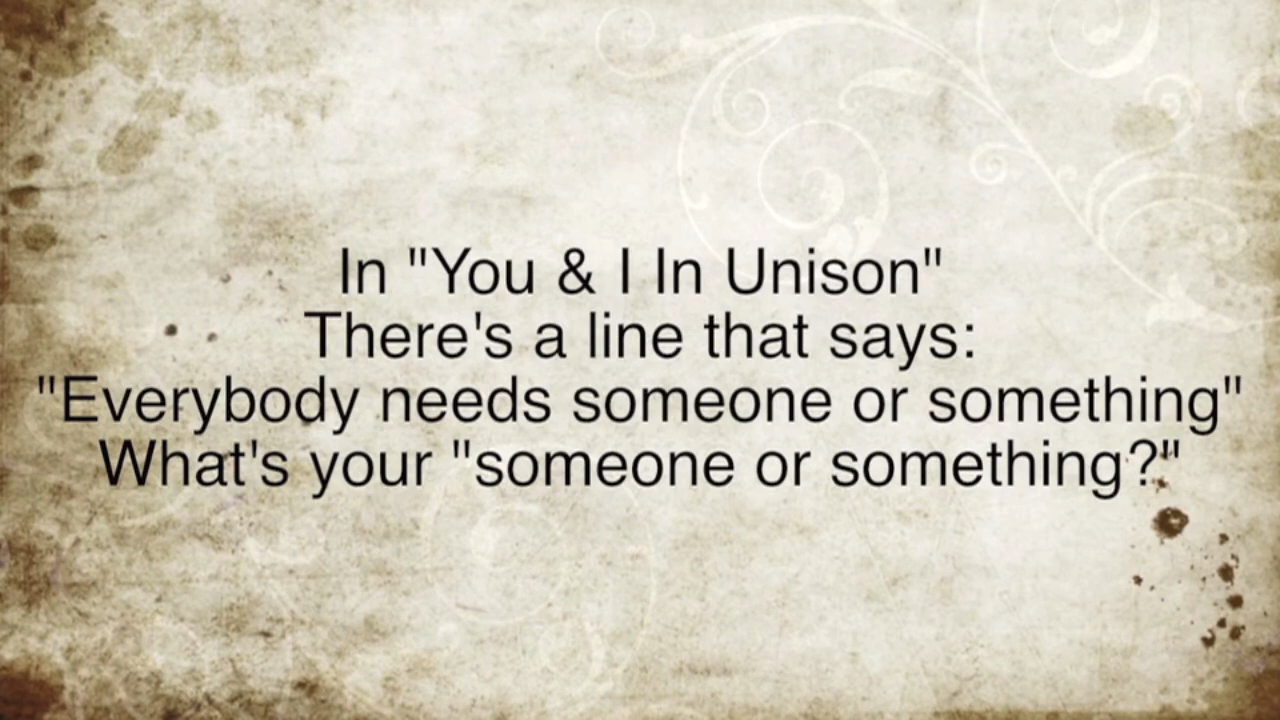 In "You & I In Unison"
There's a line that says:
"Everybody needs someone or something"
What's your "someone or something?"